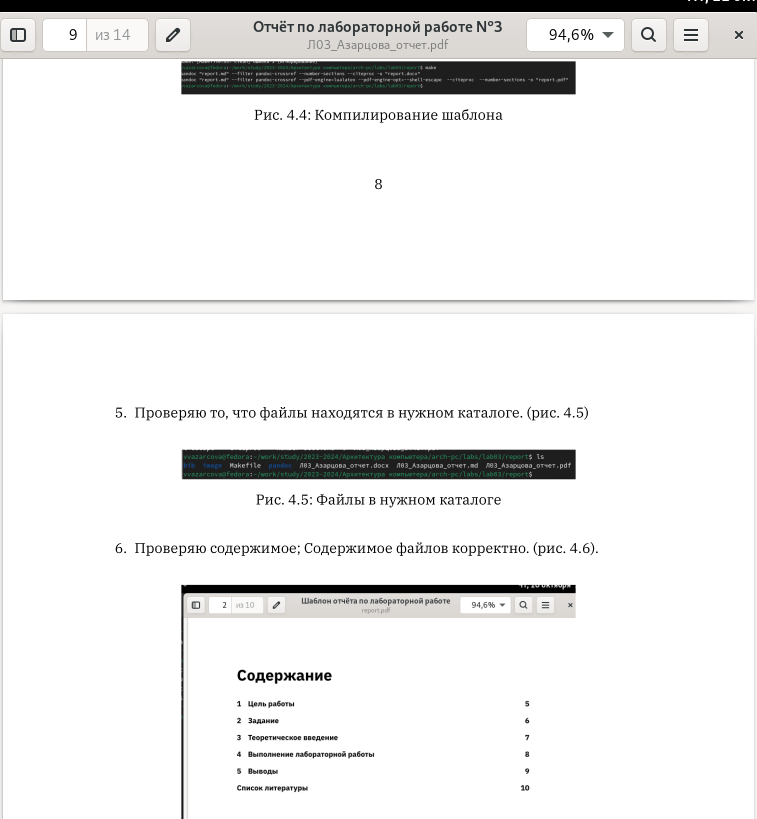 9 из 14
Отчёт по лабораторной работе №3
Л03_Азарцова_отчет.pdf
94,6%
vvazarcova@fedora:~/work/study/2023-2024/Архитектура компьютера/arch-pc/labs/lab03/report$ make
pandoc "report.md" --filter pandoc-crossref --number-sections --citeproc -o "report.docx"
pandoc "report.md" --filter pandoc-crossref --pdf-engine=lualatex --pdf-engine-opt=--shell-escape --citeproc --number-sections -o "report.pdf"
vvazarcova@fedora:~/work/study/2023-2024/Архитектура компьютера/arch-pc/labs/lab03/report$
Рис. 4.4: Компилирование шаблона
8
5. Проверяю то, что файлы находятся в нужном каталоге. (рис. 4.5)
vvazarcova@fedora:~/work/study/2023-2024/Архитектура компьютера/arch-pc/labs/lab03/report$ ls
bib image Makefile pandoc Л03_Азарцова_отчет.docx Л03_Азарцова_отчет.md Л03_Азарцова_отчет.pdf
vvazarcova@fedora:~/work/study/2023-2024/Архитектура компьютера/arch-pc/labs/lab03/report$
Рис. 4.5: Файлы в нужном каталоге
6. Проверяю содержимое; Содержимое файлов корректно. (рис. 4.6).
2 из 10
Шаблон отчёта по лабораторной работе
report.pdf
94,6%
Содержание
1 Цель работы 5
2 Задание 6
3 Теоретическое введение 7
4 Выполнение лабораторной работы 8
5 Выводы 9
Список литературы 10